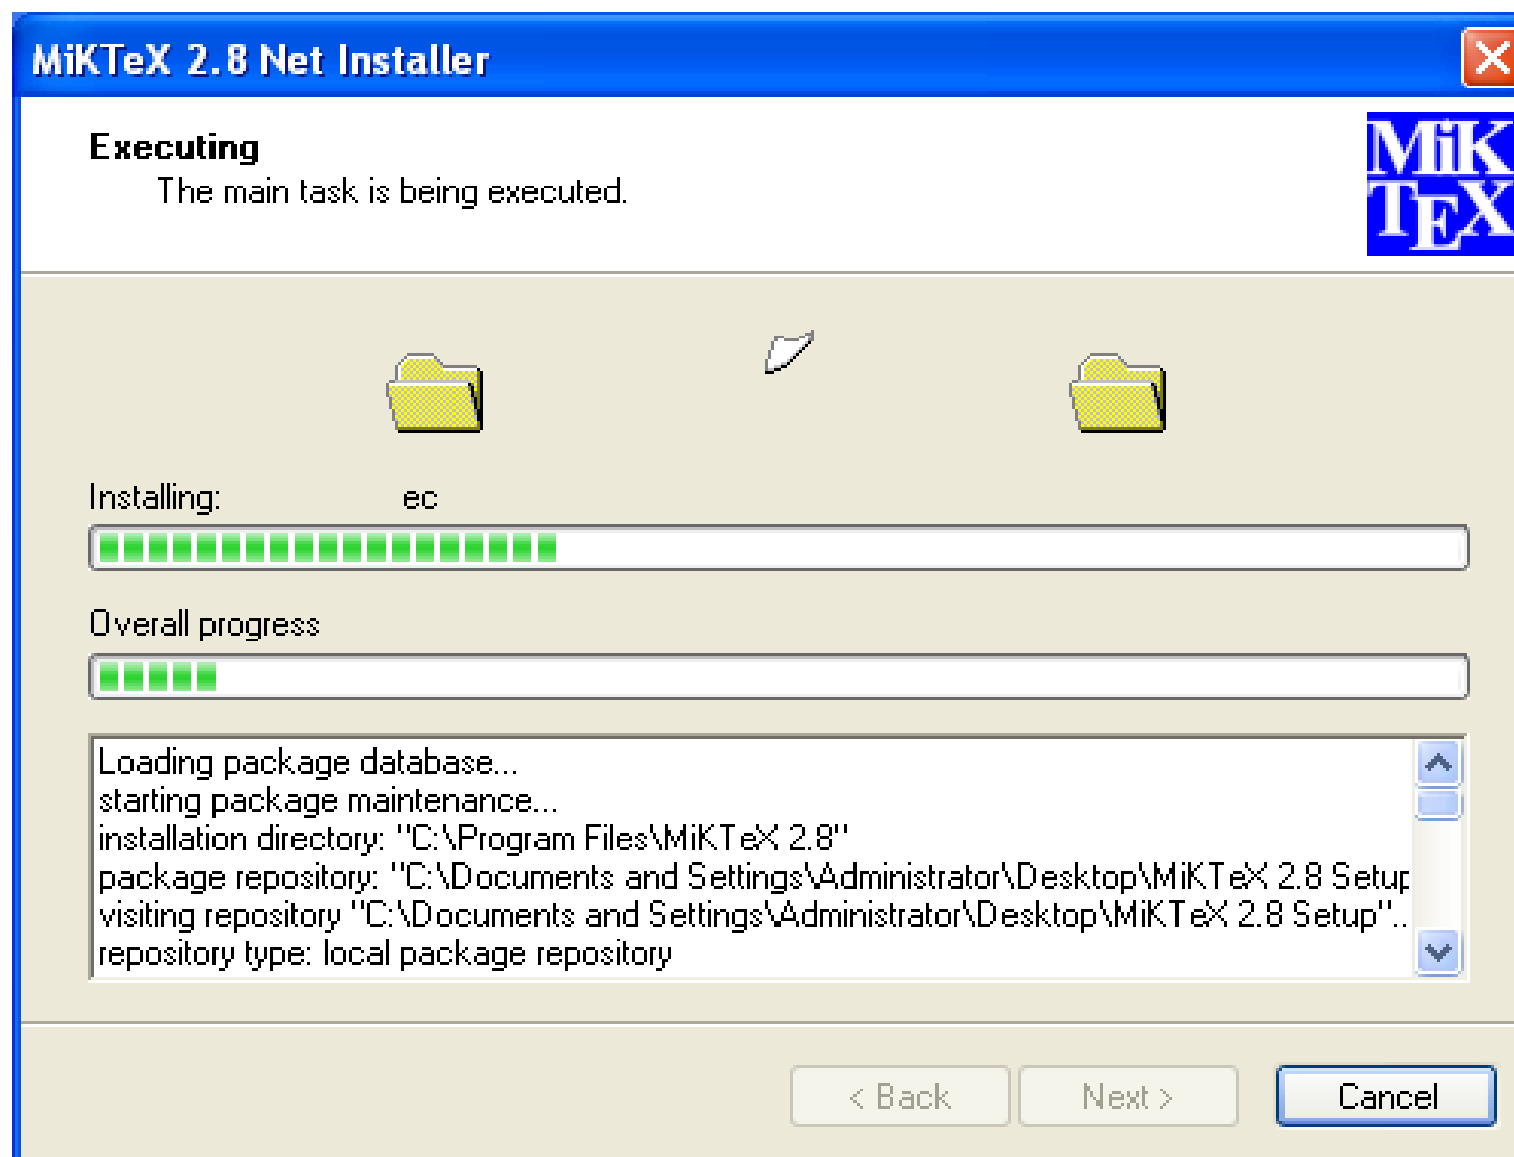 MiKTeX 2.8 Net Installer
Executing
The main task is being executed.
MiK
TEX
Installing: ec
Overall progress
Loading package database...
starting package maintenance...
installation directory: "C:\Program Files\MiKTeX 2.8"
package repository: "C:\Documents and Settings\Administrator\Desktop\MiKTeX 2.8 Setup
visiting repository "C:\Documents and Settings\Administrator\Desktop\MiKTeX 2.8 Setup"..
repository type: local package repository
< Back Next > Cancel